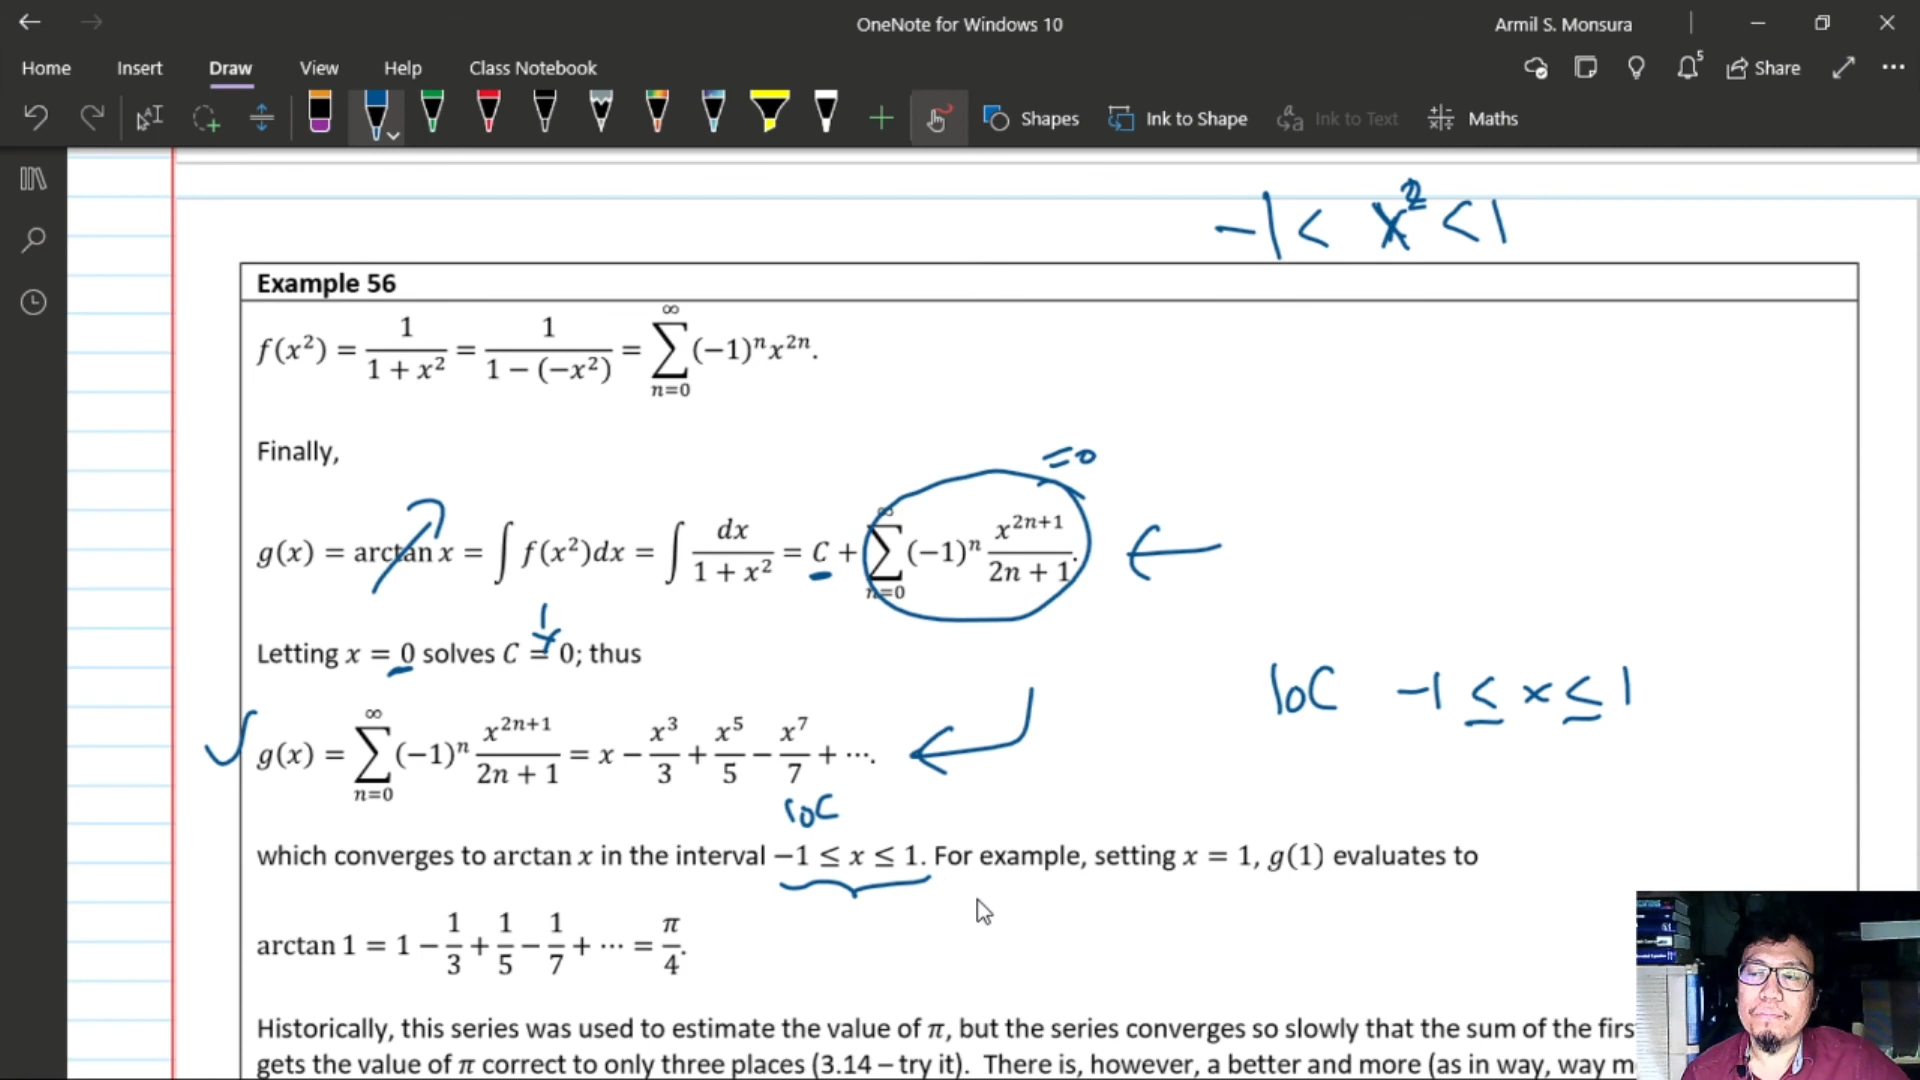 OneNote for Windows 10
Armil S. Monsura
Home Insert Draw View Help Class Notebook
5 Share
Shapes Ink to Shape Ink to Text Maths
-1 < x² < 1
Example 56
f(x²) = 1/(1 + x²) = 1/(1 − (−x²)) = ∑_{n=0}^{∞} (−1)ⁿx²ⁿ.
Finally,
= 0
g(x) = arctan x = ∫ f(x²)dx = ∫ dx/(1 + x²) = C + ∑_{n=0}^{∞} (−1)ⁿ x²ⁿ⁺¹/(2n + 1).
Letting x = 0 solves C = 0; thus
IoC -1 ≤ x ≤ 1
g(x) = ∑_{n=0}^{∞} (−1)ⁿ x²ⁿ⁺¹/(2n + 1) = x − x³/3 + x⁵/5 − x⁷/7 + ⋯.
IoC
which converges to arctan x in the interval −1 ≤ x ≤ 1. For example, setting x = 1, g(1) evaluates to
arctan 1 = 1 − 1/3 + 1/5 − 1/7 + ⋯ = π/4.
Historically, this series was used to estimate the value of π, but the series converges so slowly that the sum of the firs
gets the value of π correct to only three places (3.14 – try it). There is, however, a better and more (as in way, way m